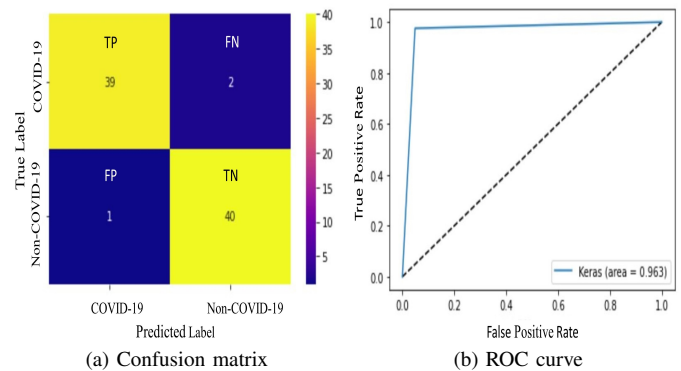 TP FN
39 2
FP TN
1 40
True Label
COVID-19
Non-COVID-19
COVID-19 Non-COVID-19
Predicted Label
40
35
30
25
20
15
10
5
(a) Confusion matrix
1.0
0.8
0.6
0.4
0.2
0.0
True Positive Rate
Keras (area = 0.963)
0.0 0.2 0.4 0.6 0.8 1.0
False Positive Rate
(b) ROC curve